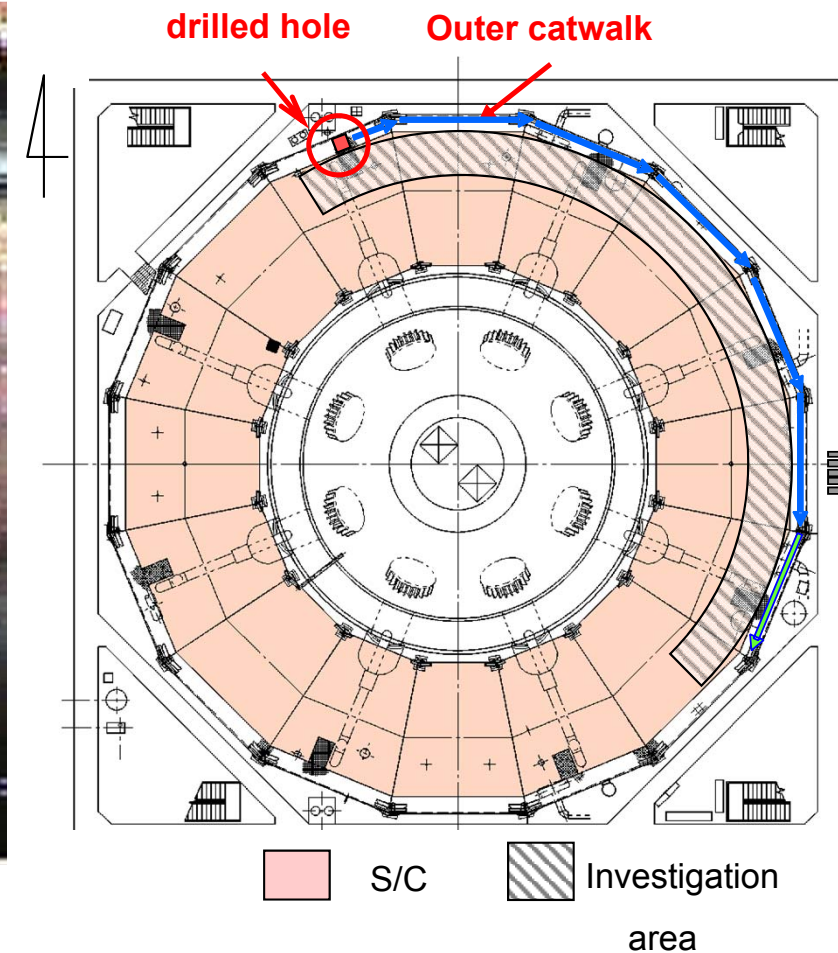 drilled hole
Outer catwalk
S/C
Investigation
area